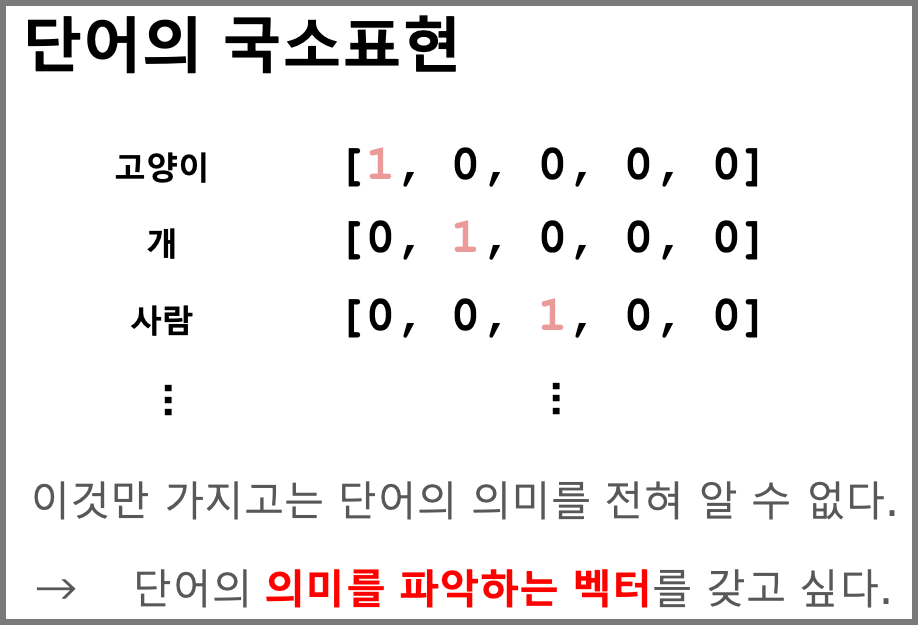 단어의 국소표현
고양이 [1, 0, 0, 0, 0]
개 [0, 1, 0, 0, 0]
사람 [0, 0, 1, 0, 0]
⋮ ⋮
이것만 가지고는 단어의 의미를 전혀 알 수 없다.
→ 단어의 의미를 파악하는 벡터를 갖고 싶다.